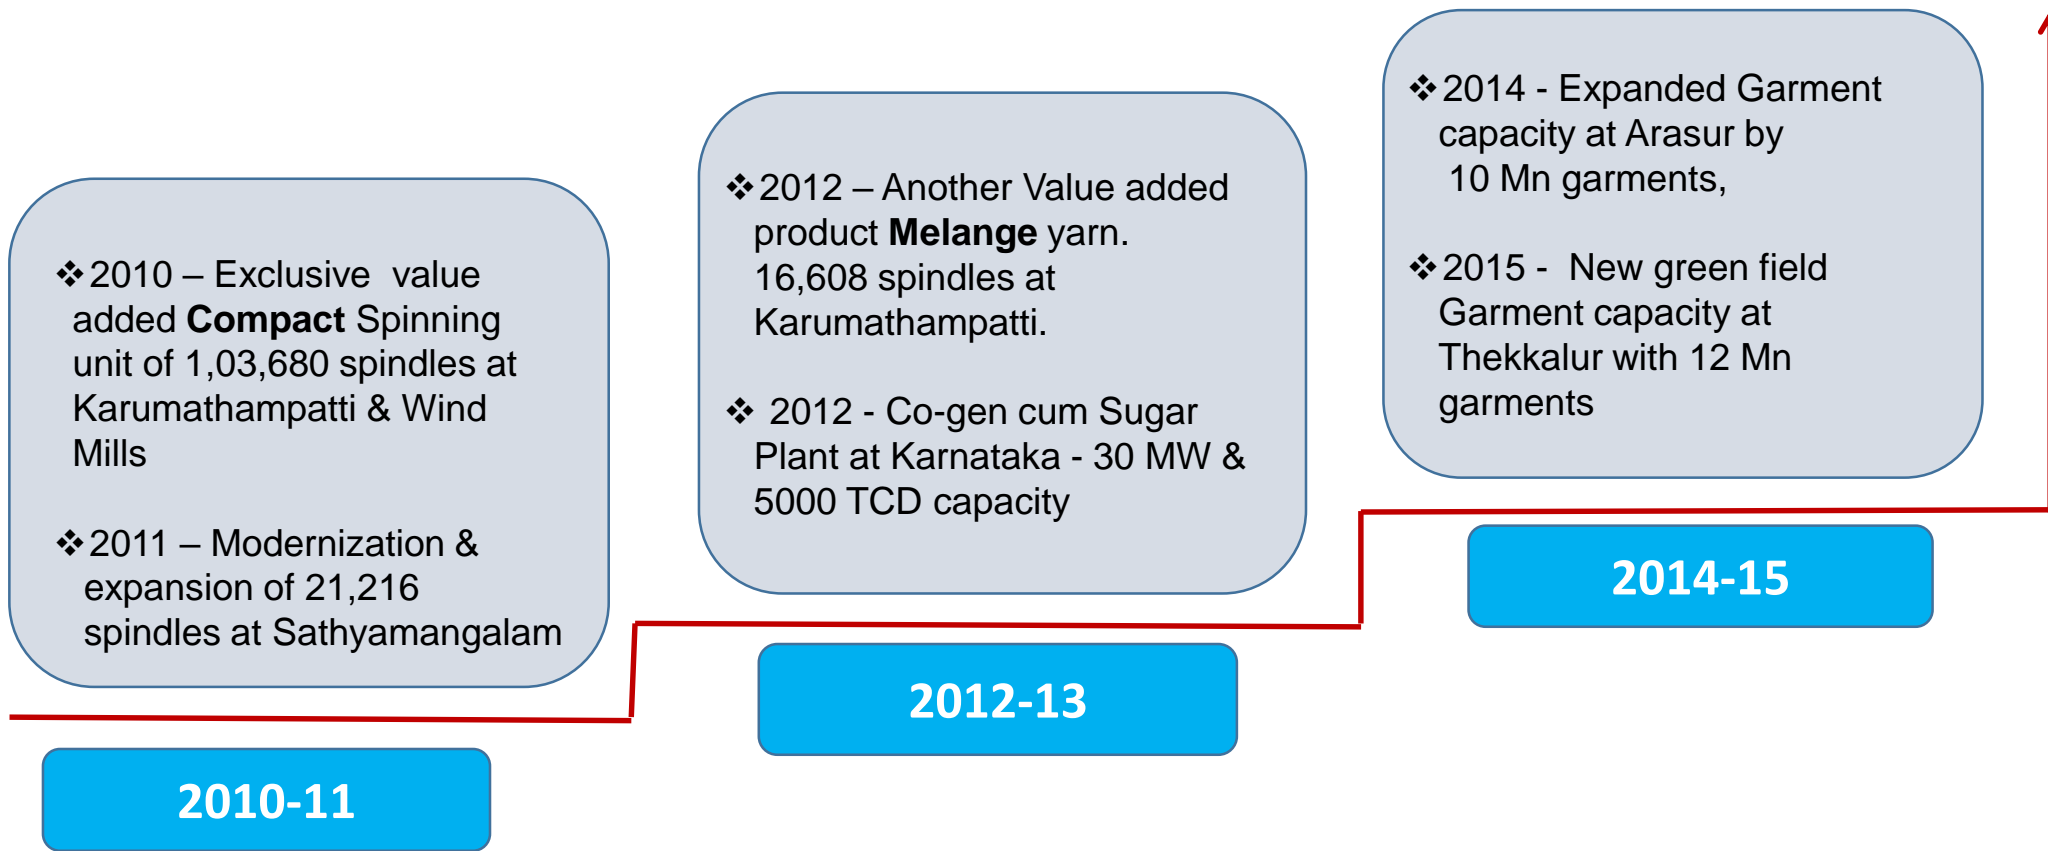 ❖2010 – Exclusive value
added Compact Spinning
unit of 1,03,680 spindles at
Karumathampatti & Wind
Mills
❖2011 – Modernization &
expansion of 21,216
spindles at Sathyamangalam
2010-11
❖2012 – Another Value added
product Melange yarn.
16,608 spindles at
Karumathampatti.
❖ 2012 - Co-gen cum Sugar
Plant at Karnataka - 30 MW &
5000 TCD capacity
2012-13
❖2014 - Expanded Garment
capacity at Arasur by
10 Mn garments,
❖2015 - New green field
Garment capacity at
Thekkalur with 12 Mn
garments
2014-15